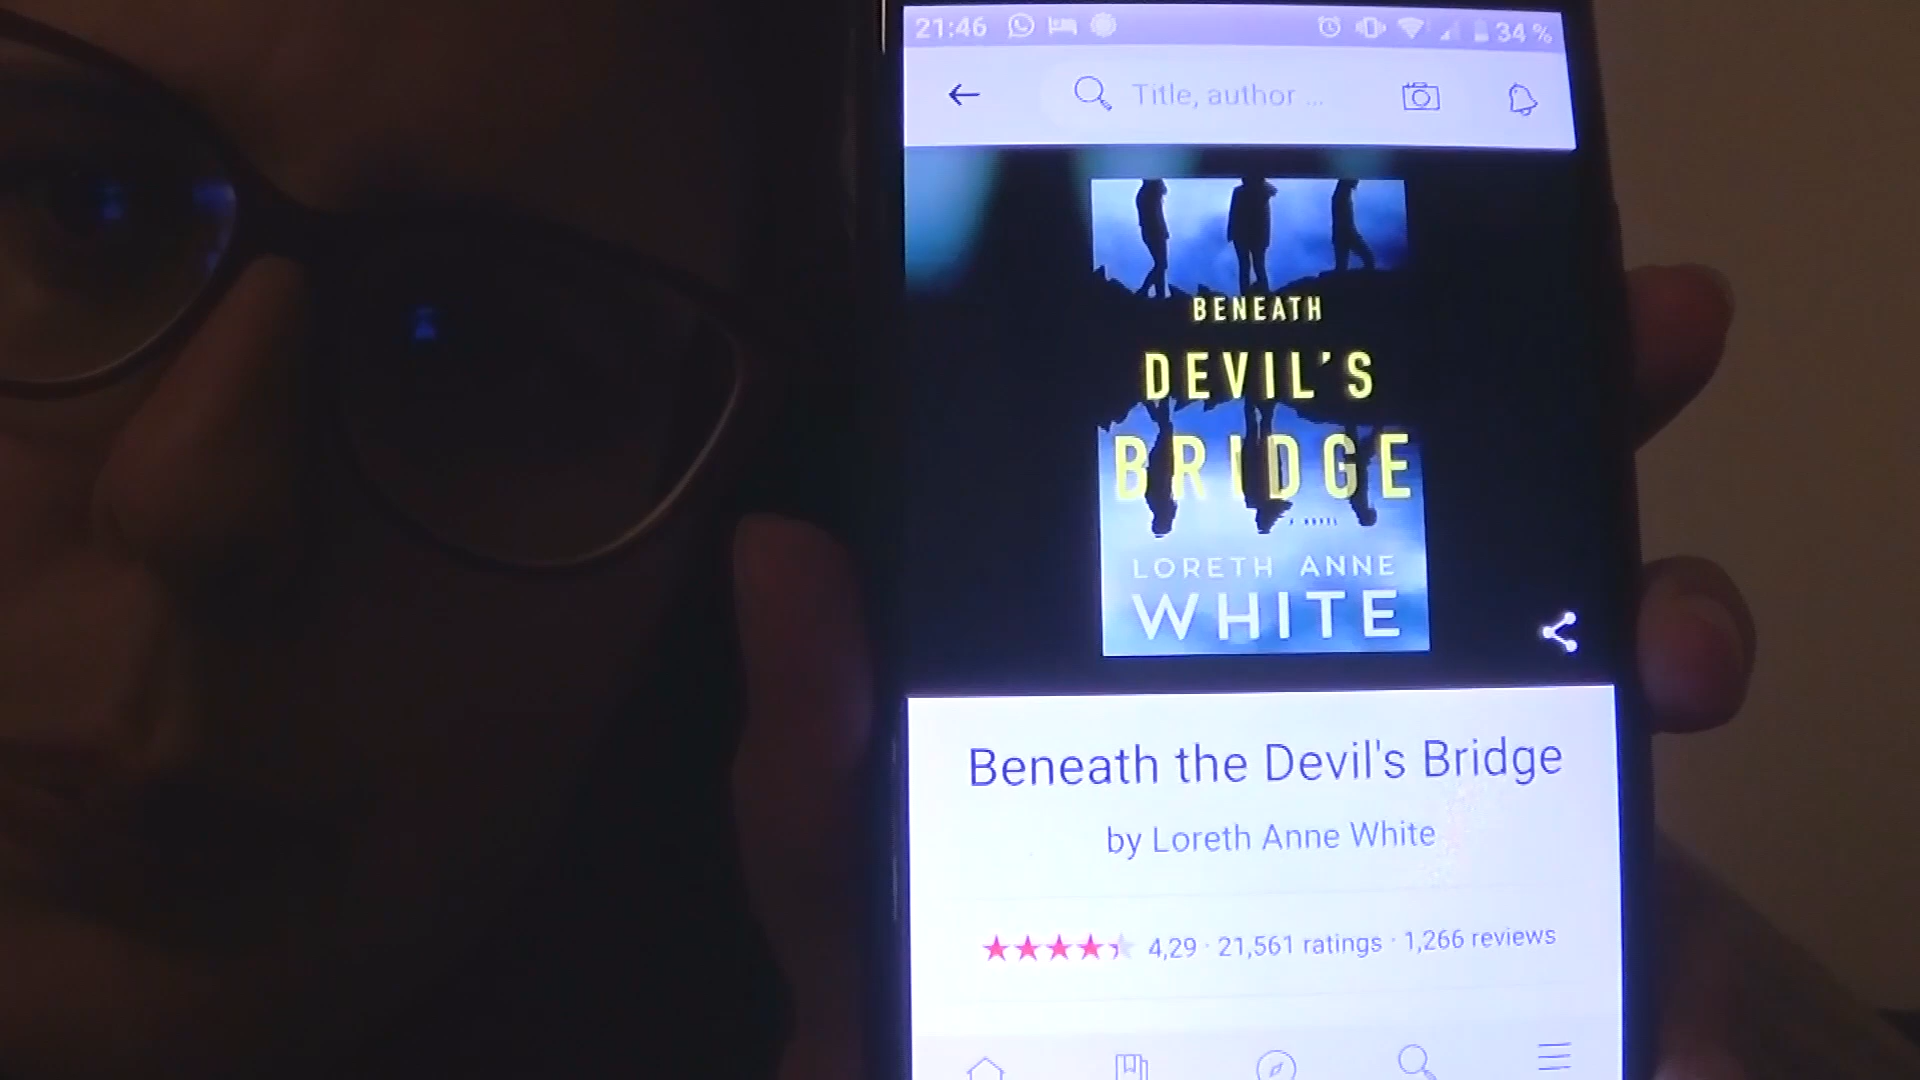 21:46 34 %
Title, author ...
BENEATH
DEVIL'S
BRIDGE
A NOVEL
LORETH ANNE
WHITE
Beneath the Devil's Bridge
by Loreth Anne White
4,29 · 21,561 ratings · 1,266 reviews